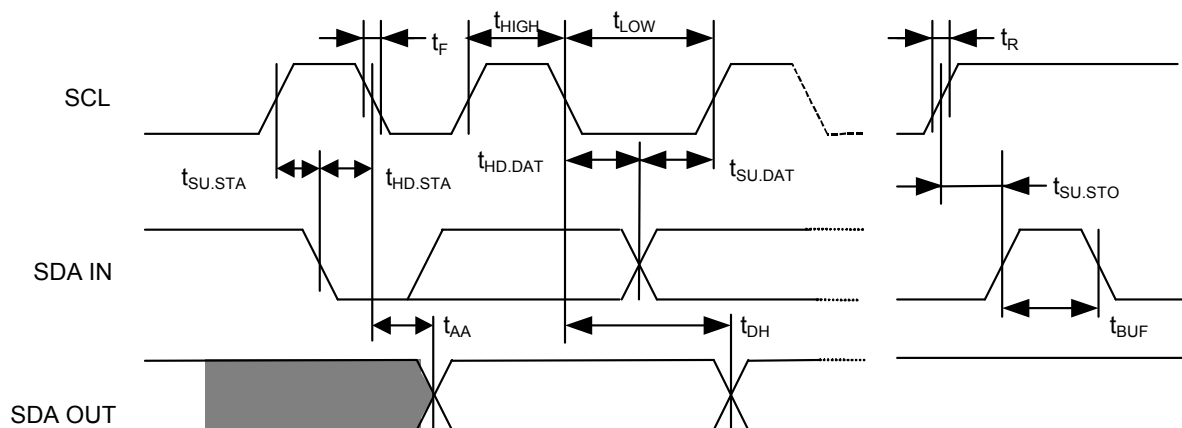 tF
tHIGH
tLOW
tR
SCL
tSU.STA
tHD.STA
tHD.DAT
tSU.DAT
tSU.STO
SDA IN
tAA
tDH
tBUF
SDA OUT